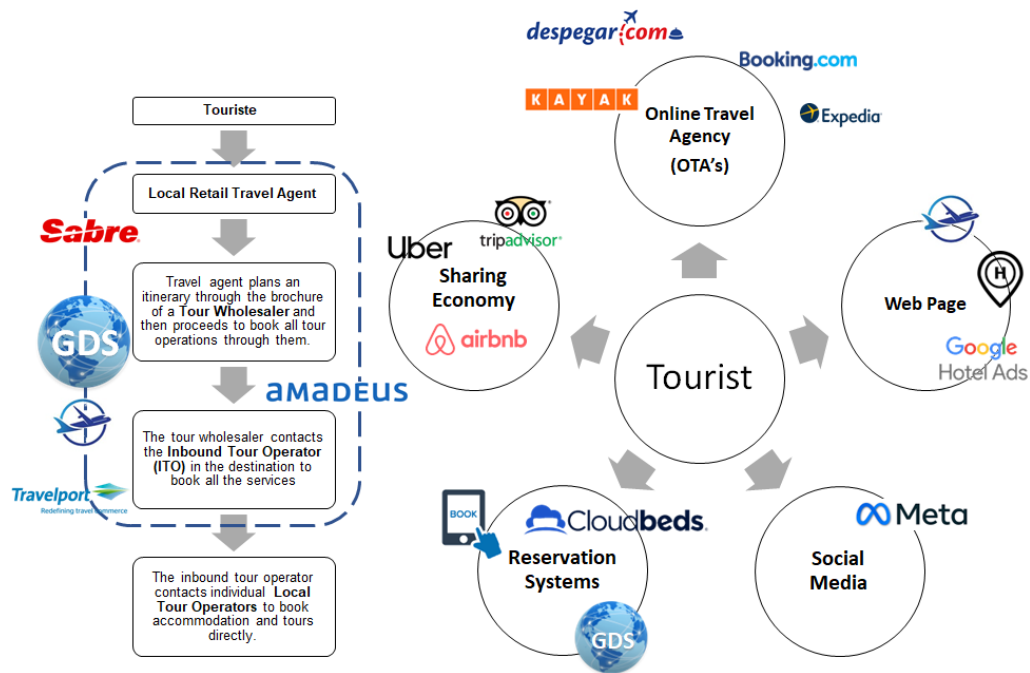 Touriste
Local Retail Travel Agent
Sabre
Travel agent plans an
itinerary through the brochure
of a Tour Wholesaler and
then proceeds to book all tour
operations through them.
GDS
amadeus
The tour wholesaler contacts
the Inbound Tour Operator
(ITO) in the destination to
book all the services
Travelport
Redefining travel commerce
The inbound tour operator
contacts individual Local
Tour Operators to book
accommodation and tours
directly.
despegar.com
Booking.com
KAYAK
Expedia
Online Travel
Agency
(OTA's)
Uber
tripadvisor
Sharing
Economy
airbnb
H
Web Page
Google
Hotel Ads
Tourist
BOOK
Cloudbeds.
Reservation
Systems
GDS
Meta
Social
Media